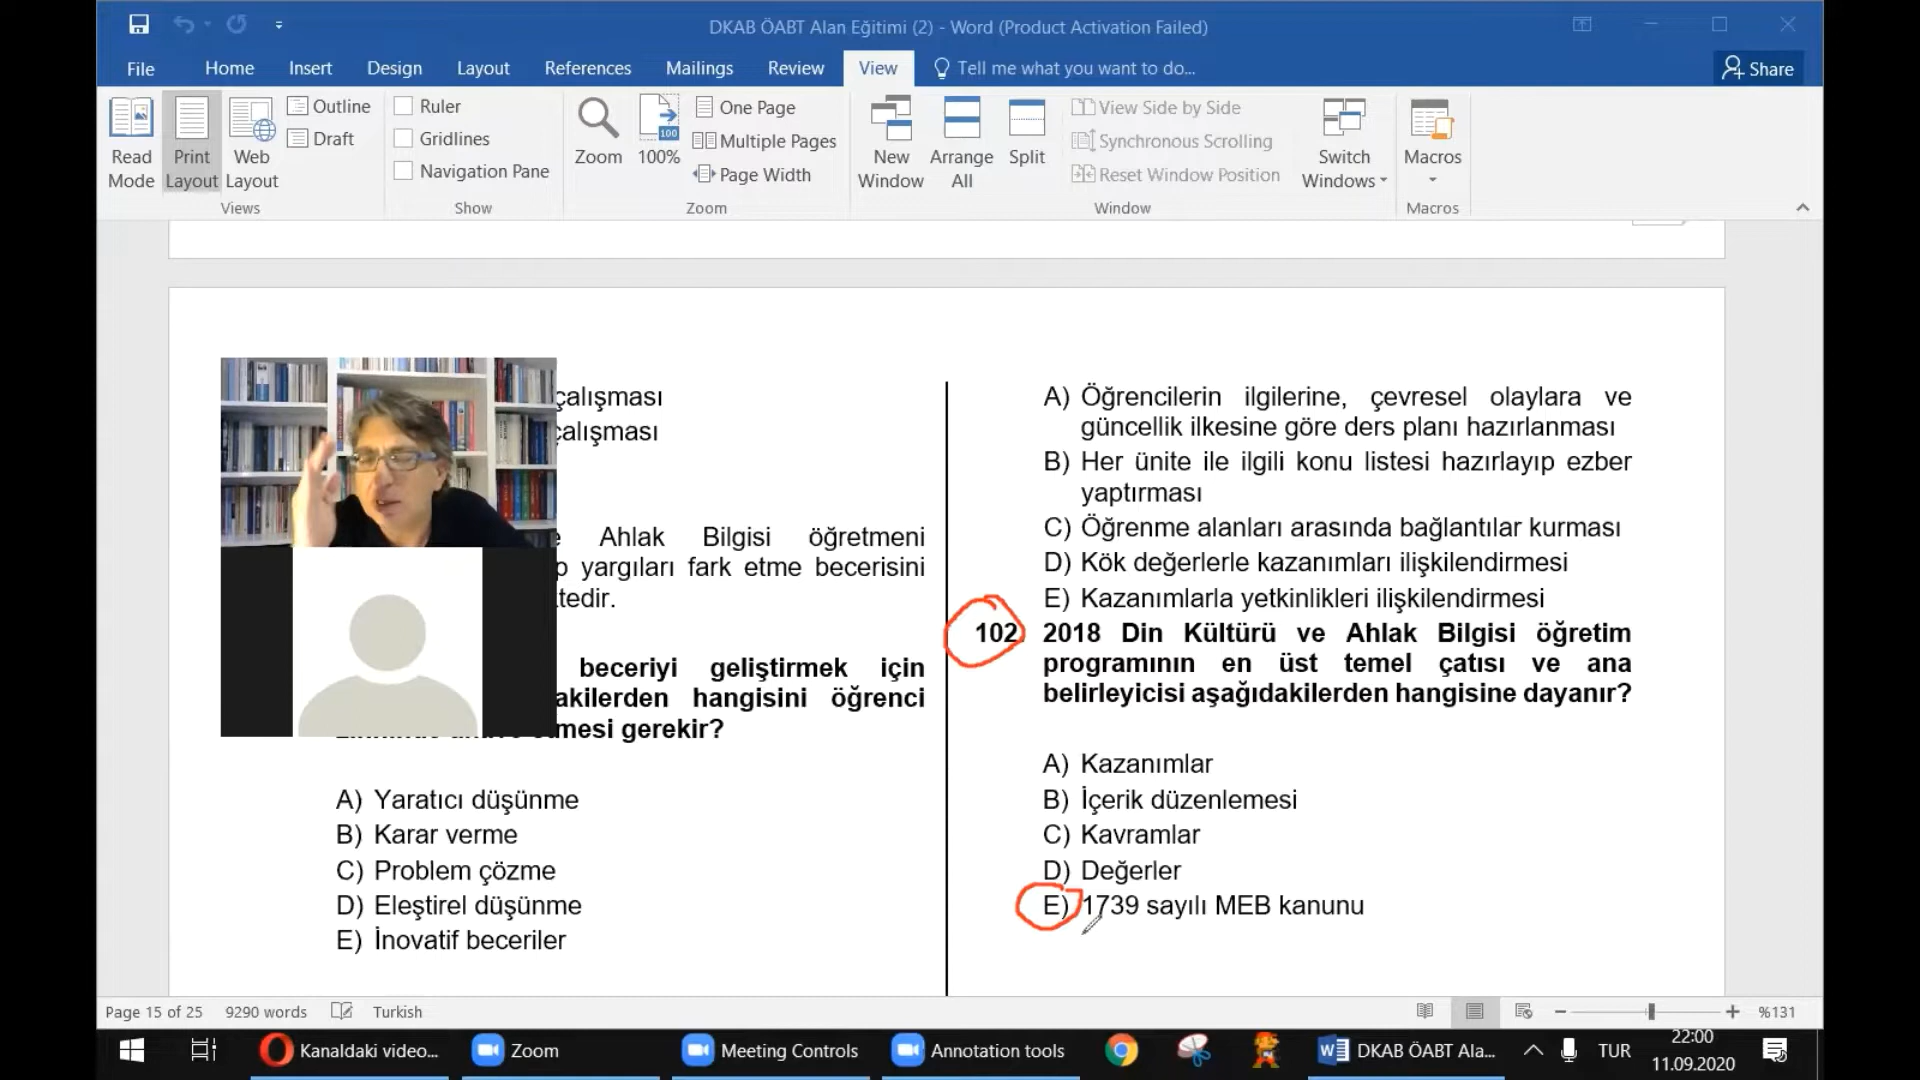 DKAB ÖABT Alan Eğitimi (2) - Word (Product Activation Failed)
File Home Insert Design Layout References Mailings Review View Tell me what you want to do... Share
Read Mode
Print Layout
Web Layout
Outline
Draft
Views
Ruler
Gridlines
Navigation Pane
Show
Zoom
100%
100
One Page
Multiple Pages
Page Width
Zoom
New Window
Arrange All
Split
View Side by Side
Synchronous Scrolling
Reset Window Position
Window
Switch Windows
Macros
Macros
çalışması
çalışması
e Ahlak Bilgisi öğretmeni
p yargıları fark etme becerisini
tedir.
beceriyi geliştirmek için
akilerden hangisini öğrenci
mesi gerekir?
A) Yaratıcı düşünme
B) Karar verme
C) Problem çözme
D) Eleştirel düşünme
E) İnovatif beceriler
A) Öğrencilerin ilgilerine, çevresel olaylara ve
güncellik ilkesine göre ders planı hazırlanması
B) Her ünite ile ilgili konu listesi hazırlayıp ezber
yaptırması
C) Öğrenme alanları arasında bağlantılar kurması
D) Kök değerlerle kazanımları ilişkilendirmesi
E) Kazanımlarla yetkinlikleri ilişkilendirmesi
102. 2018 Din Kültürü ve Ahlak Bilgisi öğretim
programının en üst temel çatısı ve ana
belirleyicisi aşağıdakilerden hangisine dayanır?
A) Kazanımlar
B) İçerik düzenlemesi
C) Kavramlar
D) Değerler
E) 1739 sayılı MEB kanunu
Page 15 of 25 9290 words Turkish %131
Kanaldaki video... Zoom Meeting Controls Annotation tools DKAB ÖABT Ala... TUR 22:00
11.09.2020